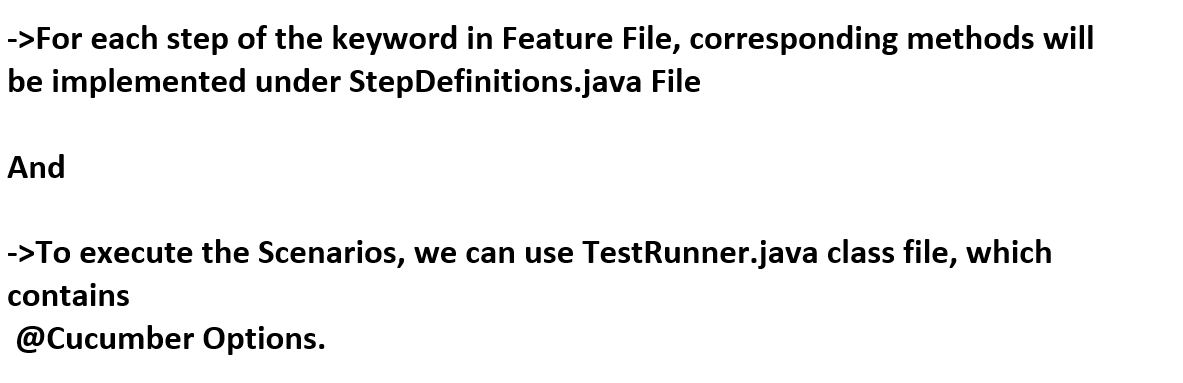 ->For each step of the keyword in Feature File, corresponding methods will
be implemented under StepDefinitions.java File
And
->To execute the Scenarios, we can use TestRunner.java class file, which
contains
@Cucumber Options.